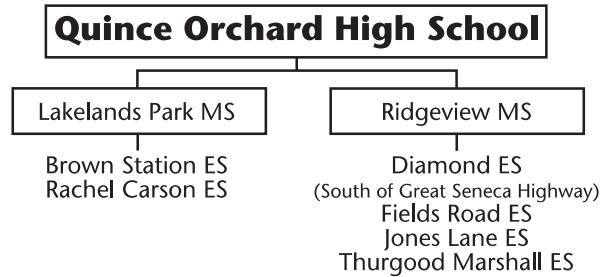 Quince Orchard High School
Lakelands Park MS
Brown Station ES
Rachel Carson ES
Ridgeview MS
Diamond ES
(South of Great Seneca Highway)
Fields Road ES
Jones Lane ES
Thurgood Marshall ES